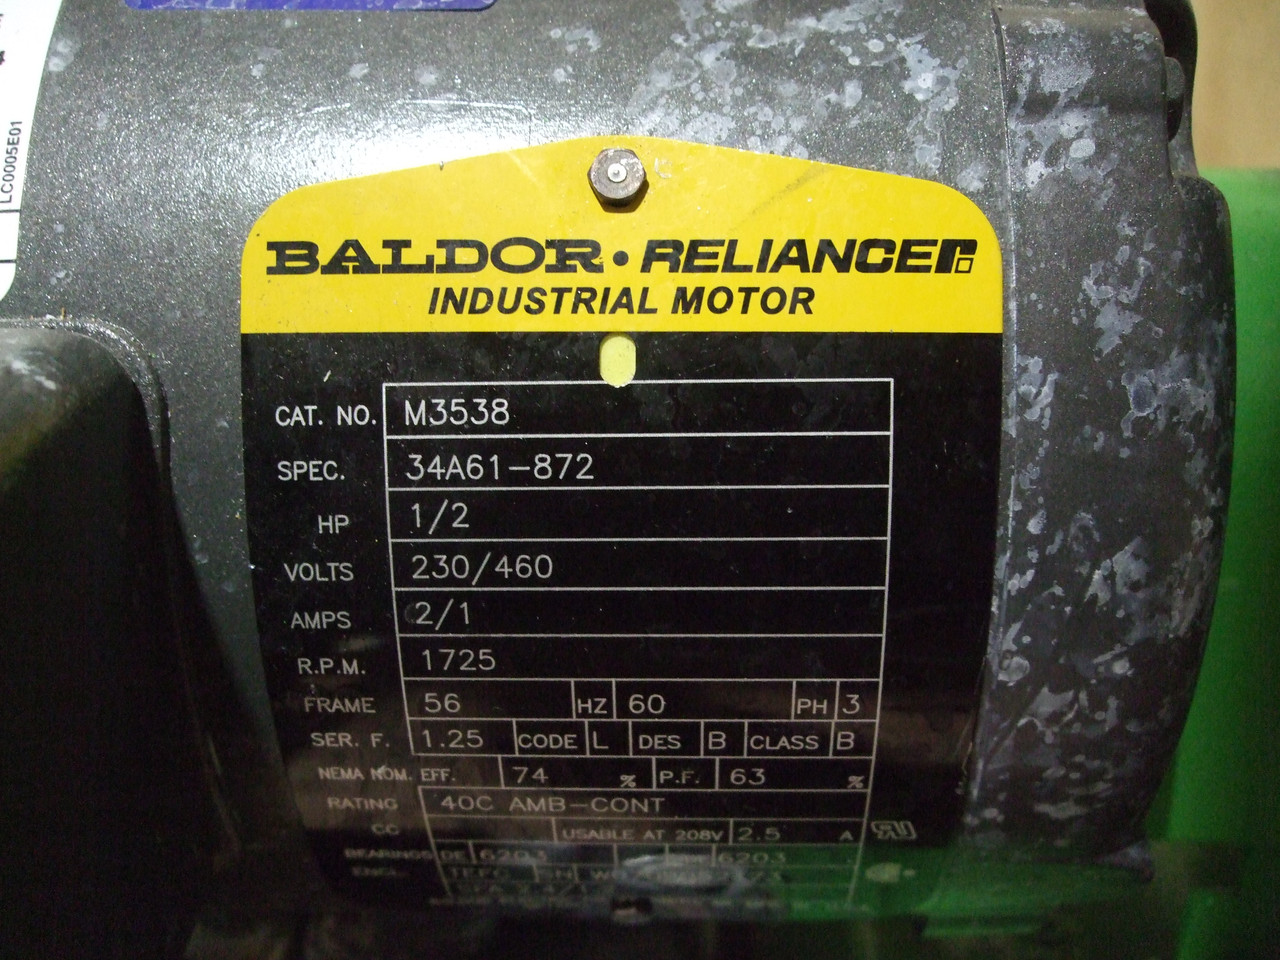 LC0005E01
BALDOR • RELIANCE
INDUSTRIAL MOTOR
CAT. NO. M3538
SPEC. 34A61-872
HP 1/2
VOLTS 230/460
AMPS 2/1
R.P.M. 1725
FRAME 56 HZ 60 PH 3
SER. F. 1.25 CODE L DES B CLASS B
NEMA NOM. EFF. 74 % P.F. 63 %
RATING 40C AMB-CONT
CC USABLE AT 208V 2.5 A
BEARINGS DE 6203 6203
ENCL. TEFC SN